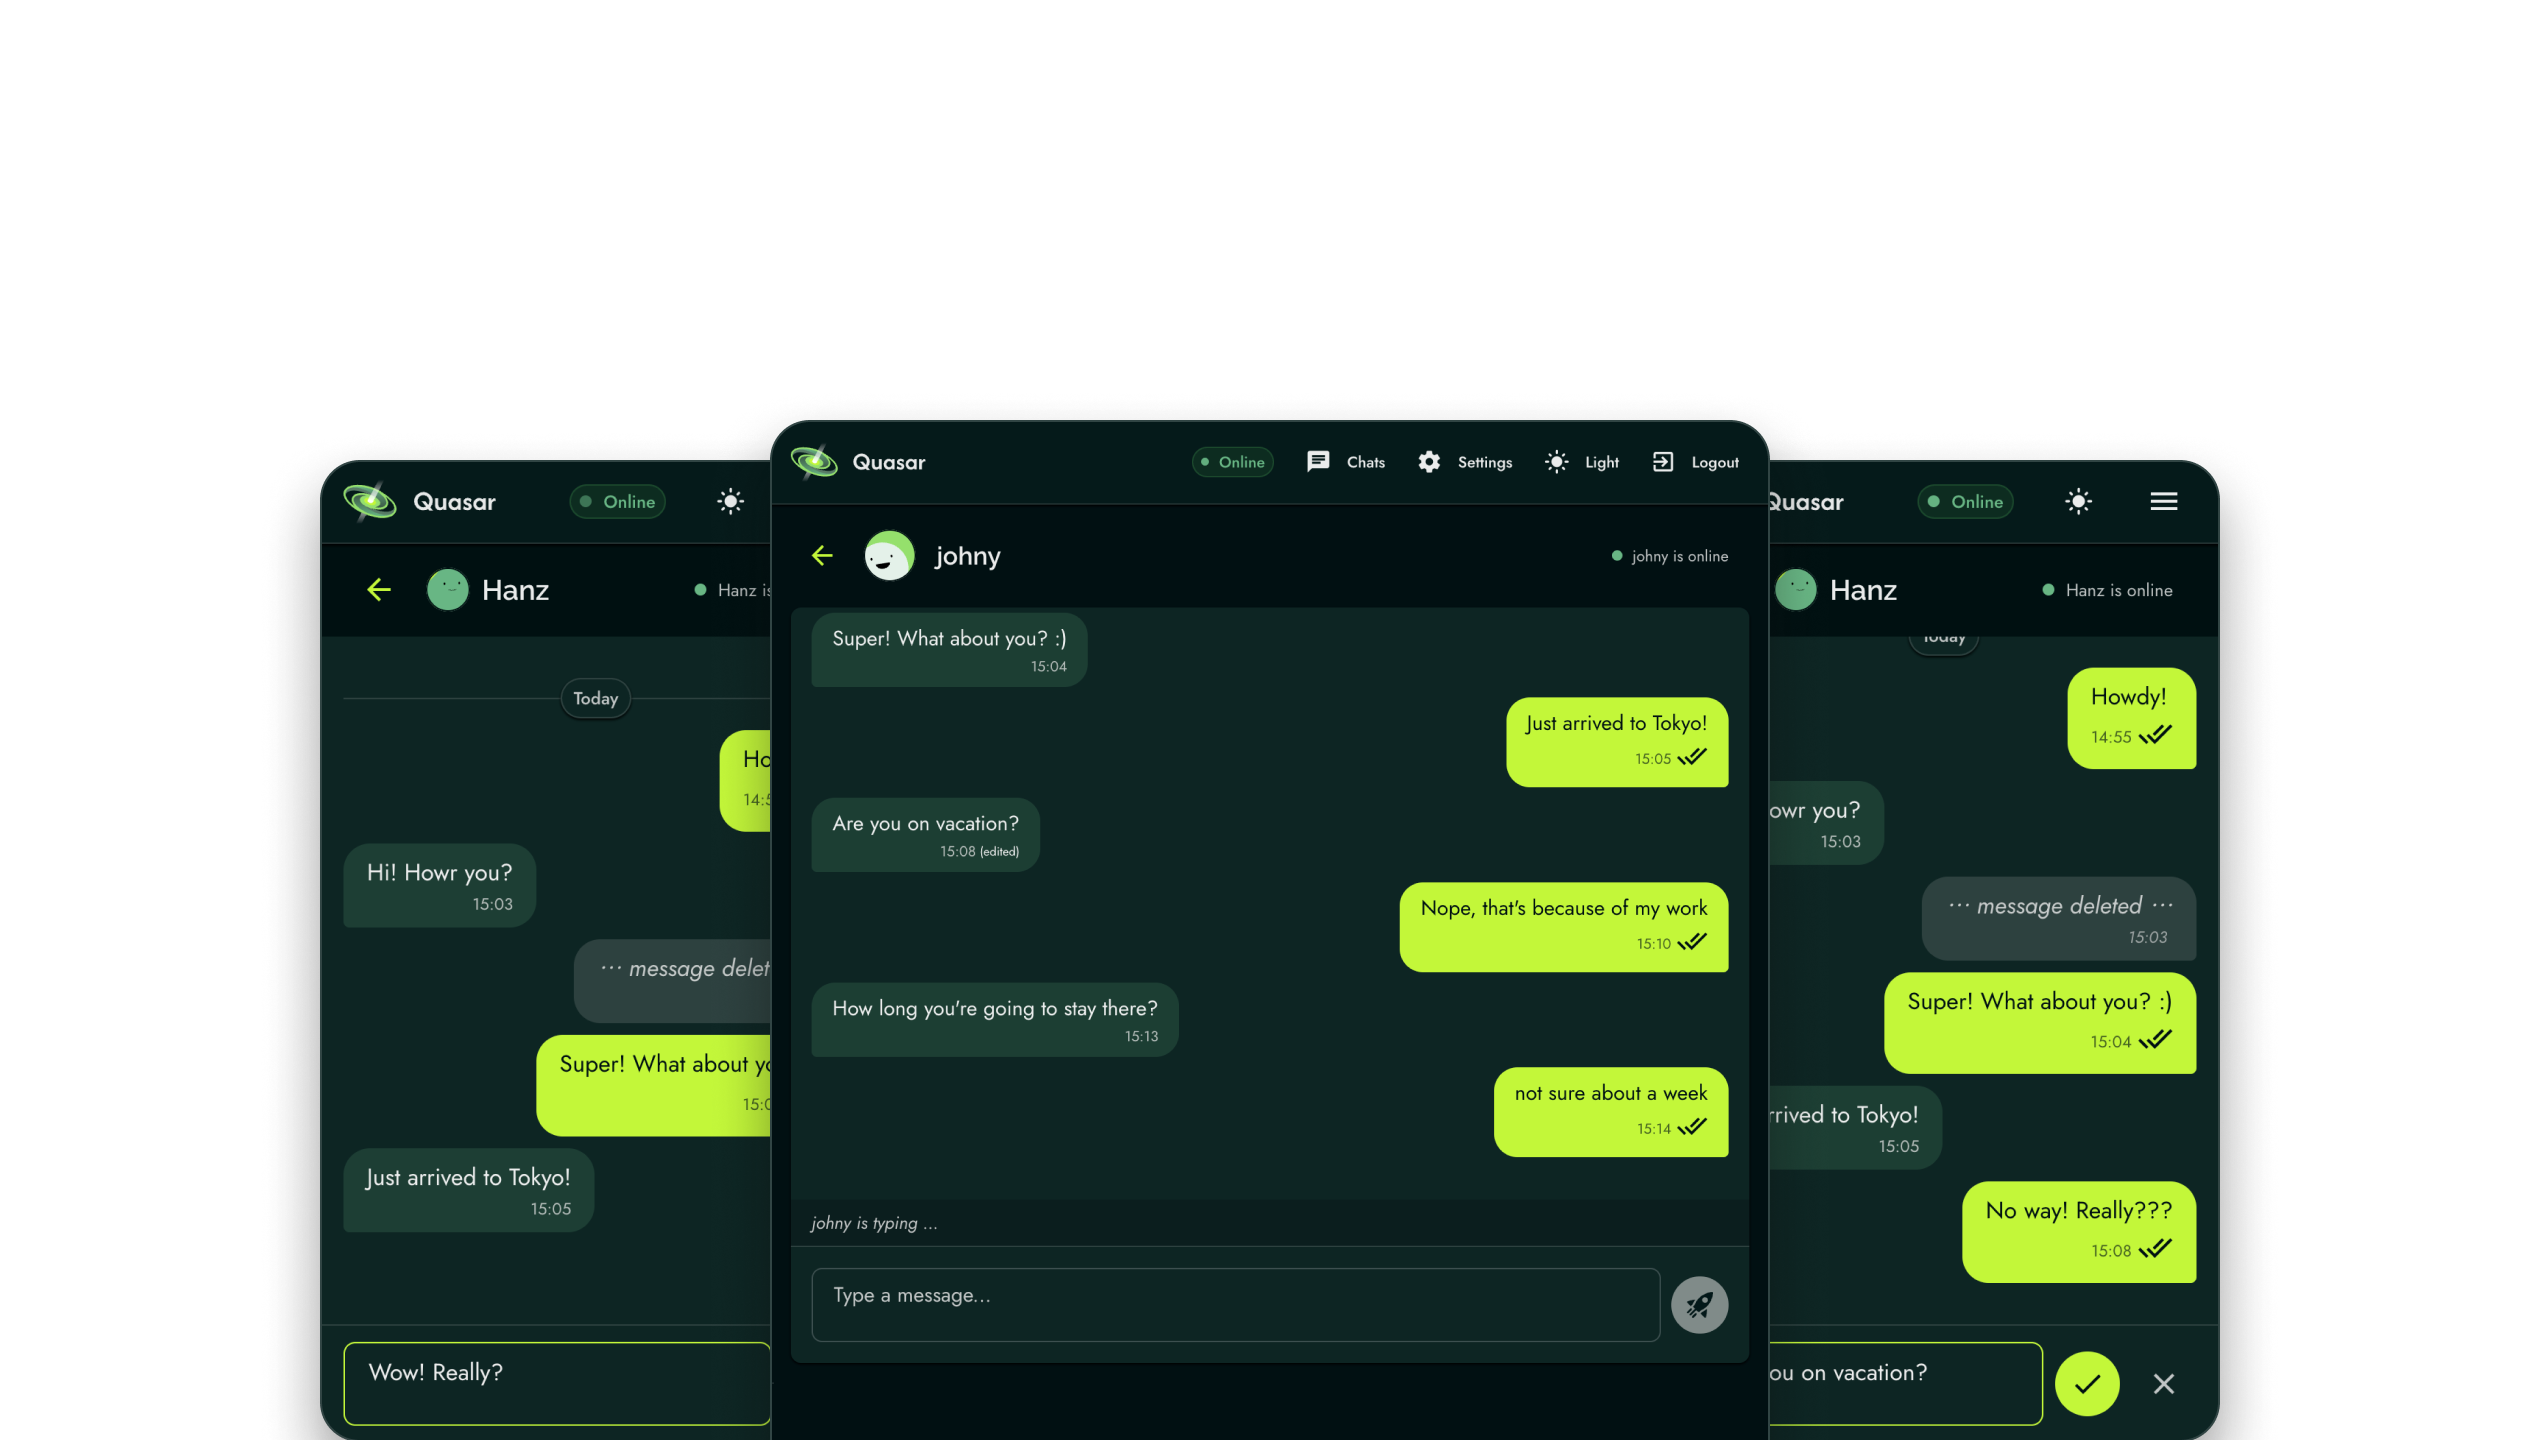 Quasar
Online
Hanz
Hanz is
Today
Ho
14:5
Hi! Howr you?
15:03
··· message delet
Super! What about yo
15:0
Just arrived to Tokyo!
15:05
Wow! Really?
Quasar
Online
Chats
Settings
Light
Logout
johny
johny is online
Super! What about you? :)
15:04
Just arrived to Tokyo!
15:05
Are you on vacation?
15:08 (edited)
Nope, that's because of my work
15:10
How long you're going to stay there?
15:13
not sure about a week
15:14
johny is typing ...
Type a message...
Quasar
Online
Hanz
Hanz is online
Today
Howdy!
14:55
owr you?
15:03
··· message deleted ···
15:03
Super! What about you? :)
15:04
rrived to Tokyo!
15:05
No way! Really???
15:08
ou on vacation?